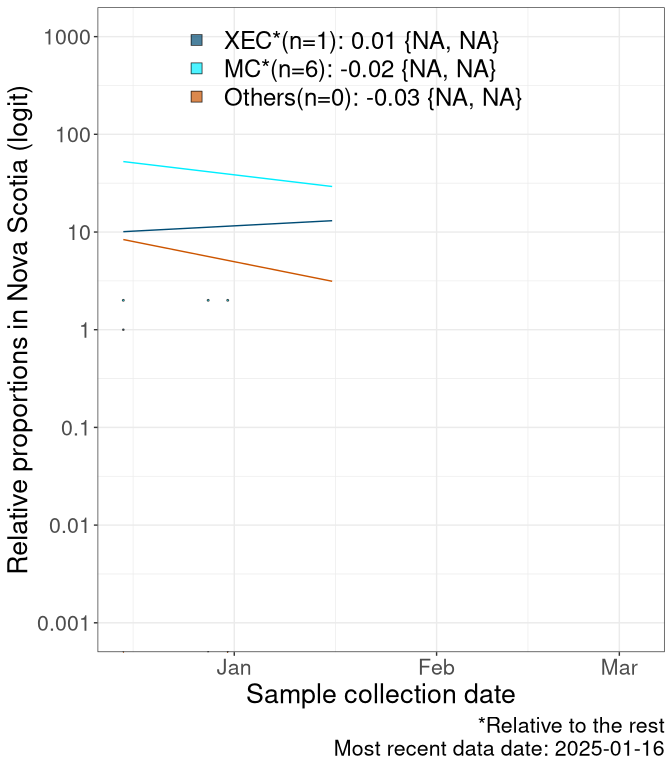 Relative proportions in Nova Scotia (logit)
1000
100
10
1
0.1
0.01
0.001
XEC*(n=1): 0.01 {NA, NA}
MC*(n=6): -0.02 {NA, NA}
Others(n=0): -0.03 {NA, NA}
Jan
Feb
Mar
Sample collection date
*Relative to the rest
Most recent data date: 2025-01-16